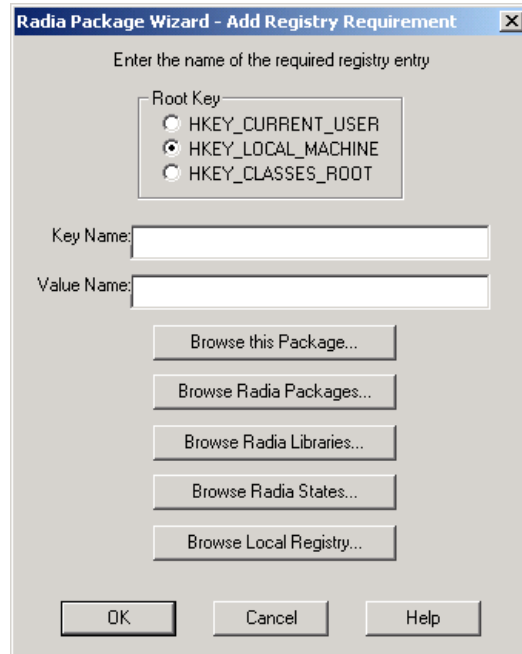 Radia Package Wizard - Add Registry Requirement
Enter the name of the required registry entry
Root Key
HKEY_CURRENT_USER
HKEY_LOCAL_MACHINE
HKEY_CLASSES_ROOT
Key Name:
Value Name:
Browse this Package...
Browse Radia Packages...
Browse Radia Libraries...
Browse Radia States...
Browse Local Registry...
OK Cancel Help